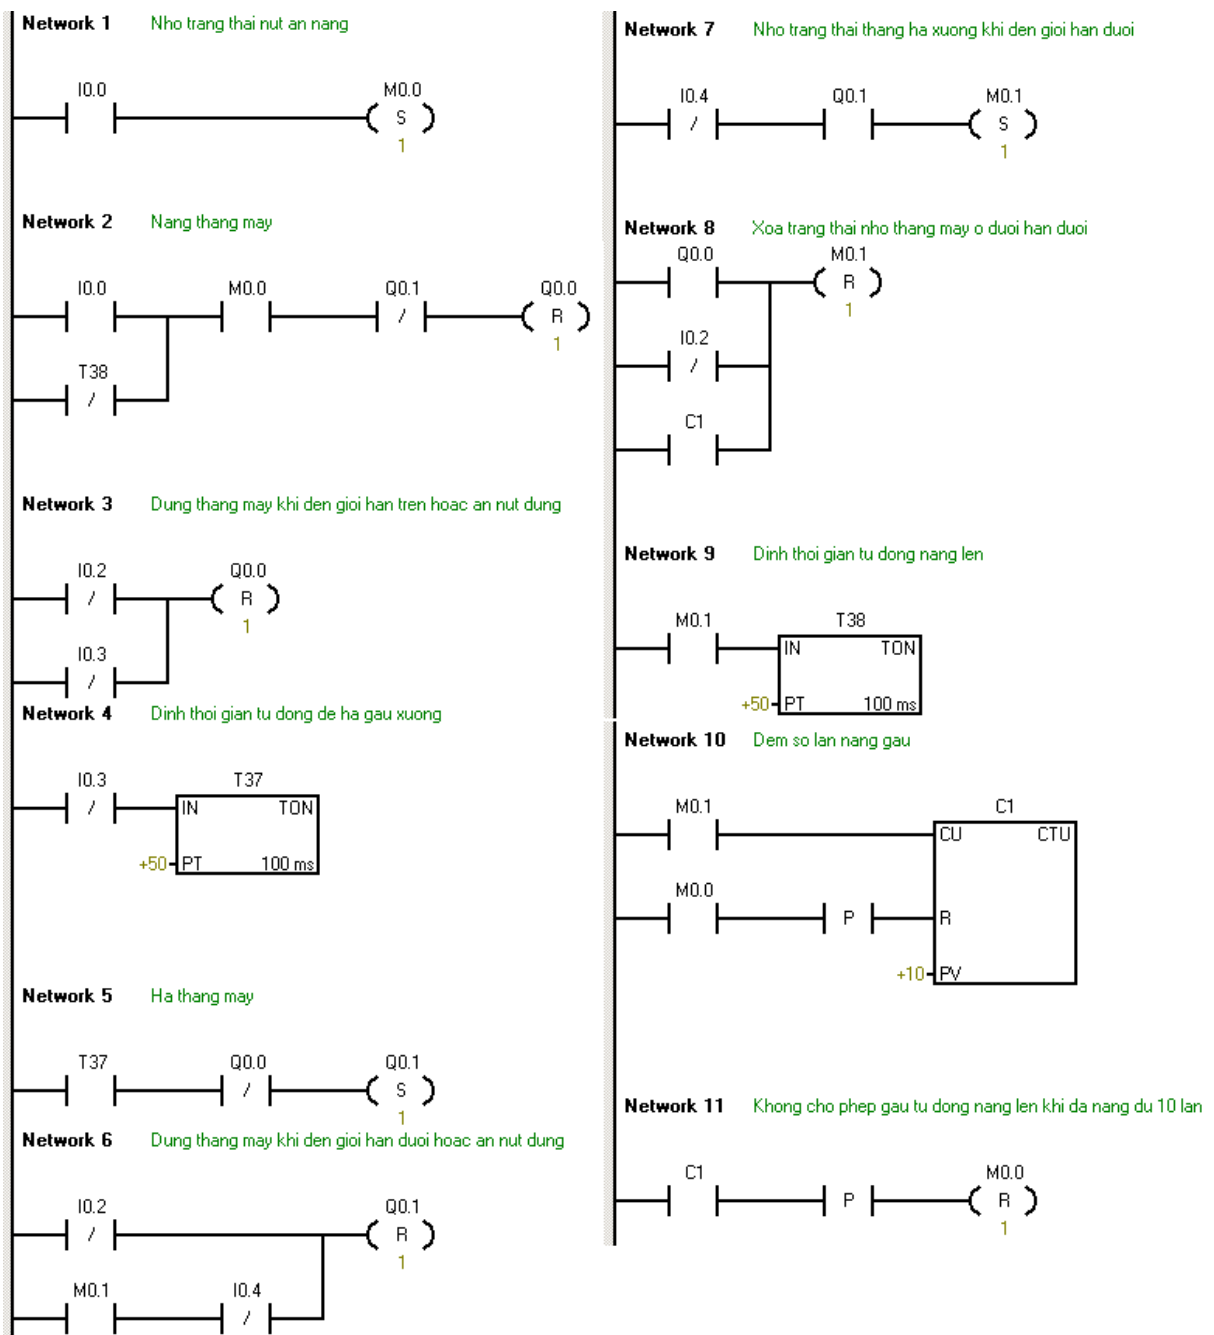 Network 1 Nho trang thai nut an nang
I0.0 M0.0
S
1
Network 2 Nang thang may
I0.0 M0.0 Q0.1 Q0.0
/ R
1
T38
/
Network 3 Dung thang may khi den gioi han tren hoac an nut dung
I0.2 Q0.0
/ R
1
I0.3
/
Network 4 Dinh thoi gian tu dong de ha gau xuong
I0.3 T37
/ IN TON
+50 PT 100 ms
Network 5 Ha thang may
T37 Q0.0 Q0.1
/ S
1
Network 6 Dung thang may khi den gioi han duoi hoac an nut dung
I0.2 Q0.1
/ R
1
M0.1 I0.4
/
Network 7 Nho trang thai thang ha xuong khi den gioi han duoi
I0.4 Q0.1 M0.1
/ S
1
Network 8 Xoa trang thai nho thang may o duoi han duoi
Q0.0 M0.1
R
1
I0.2
/
C1
Network 9 Dinh thoi gian tu dong nang len
M0.1 T38
IN TON
+50 PT 100 ms
Network 10 Dem so lan nang gau
M0.1 C1
CU CTU
M0.0
P R
+10 PV
Network 11 Khong cho phep gau tu dong nang len khi da nang du 10 lan
C1 M0.0
P R
1